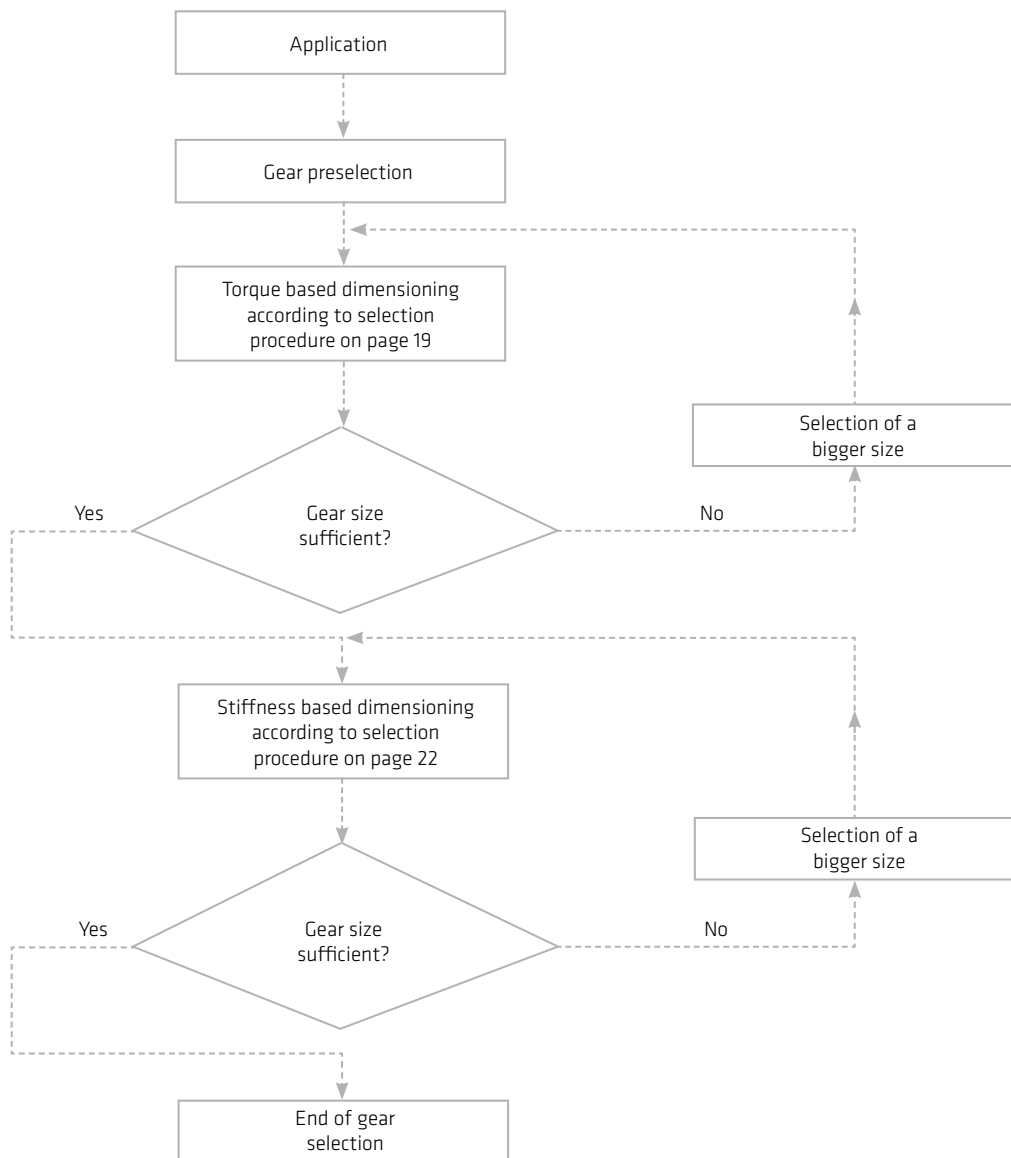 Application
Gear preselection
Torque based dimensioning
according to selection
procedure on page 19
Selection of a
bigger size
Yes
Gear size
sufficient?
No
Stiffness based dimensioning
according to selection
procedure on page 22
Selection of a
bigger size
Yes
Gear size
sufficient?
No
End of gear
selection